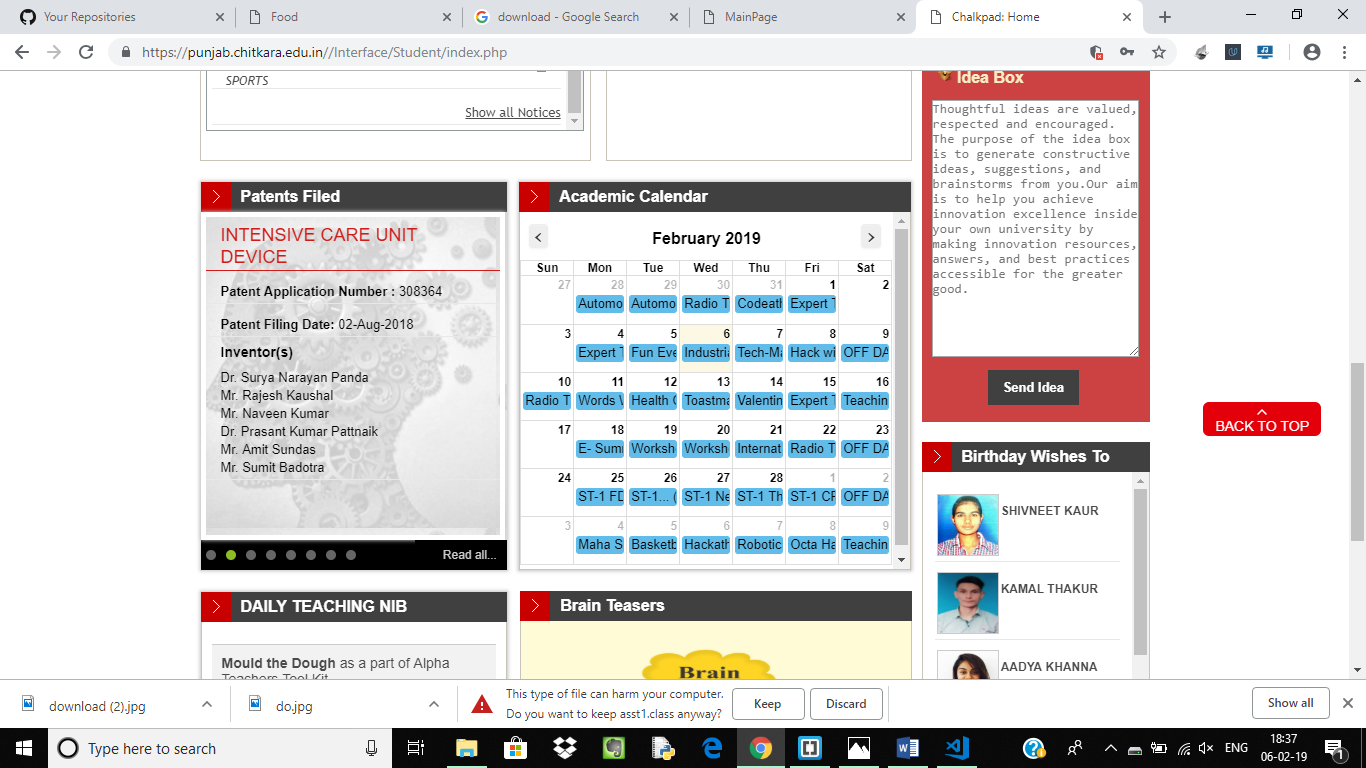 Your Repositories
Food
download - Google Search
MainPage
Chalkpad: Home
https://punjab.chitkara.edu.in//Interface/Student/index.php
SPORTS
Show all Notices
Idea Box
Thoughtful ideas are valued,
respected and encouraged.
The purpose of the idea box
is to generate constructive
ideas, suggestions, and
brainstorms from you.Our aim
is to help you achieve
innovation excellence inside
your own university by
making innovation resources,
answers, and best practices
accessible for the greater
good.
Send Idea
Patents Filed
INTENSIVE CARE UNIT
DEVICE
Patent Application Number : 308364
Patent Filing Date: 02-Aug-2018
Inventor(s)
Dr. Surya Narayan Panda
Mr. Rajesh Kaushal
Mr. Naveen Kumar
Dr. Prasant Kumar Pattnaik
Mr. Amit Sundas
Mr. Sumit Badotra
Read all...
Academic Calendar
February 2019
Sun Mon Tue Wed Thu Fri Sat
27 28 29 30 31 1 2
Automo Automo Radio T Codeath Expert T
3 4 5 6 7 8 9
Expert T Fun Eve Industria Tech-Ma Hack wi OFF DA
10 11 12 13 14 15 16
Radio T Words W Health C Toastma Valentin Expert T Teachin
17 18 19 20 21 22 23
E- Sum Worksh Worksh Internat Radio T OFF DA
24 25 26 27 28 1 2
ST-1 FD ST-1... ( ST-1 Ne ST-1 Th ST-1 CF OFF DA
3 4 5 6 7 8 9
Maha S Basketb Hackath Robotic Octa Ha Teachin
BACK TO TOP
Birthday Wishes To
SHIVNEET KAUR
KAMAL THAKUR
AADYA KHANNA
DAILY TEACHING NIB
Mould the Dough as a part of Alpha
Teachers Tool Kit
Brain Teasers
Brain
download (2).jpg
do.jpg
This type of file can harm your computer.
Do you want to keep asst1.class anyway?
Keep
Discard
Show all
Type here to search
ENG
18:37
06-02-19
1